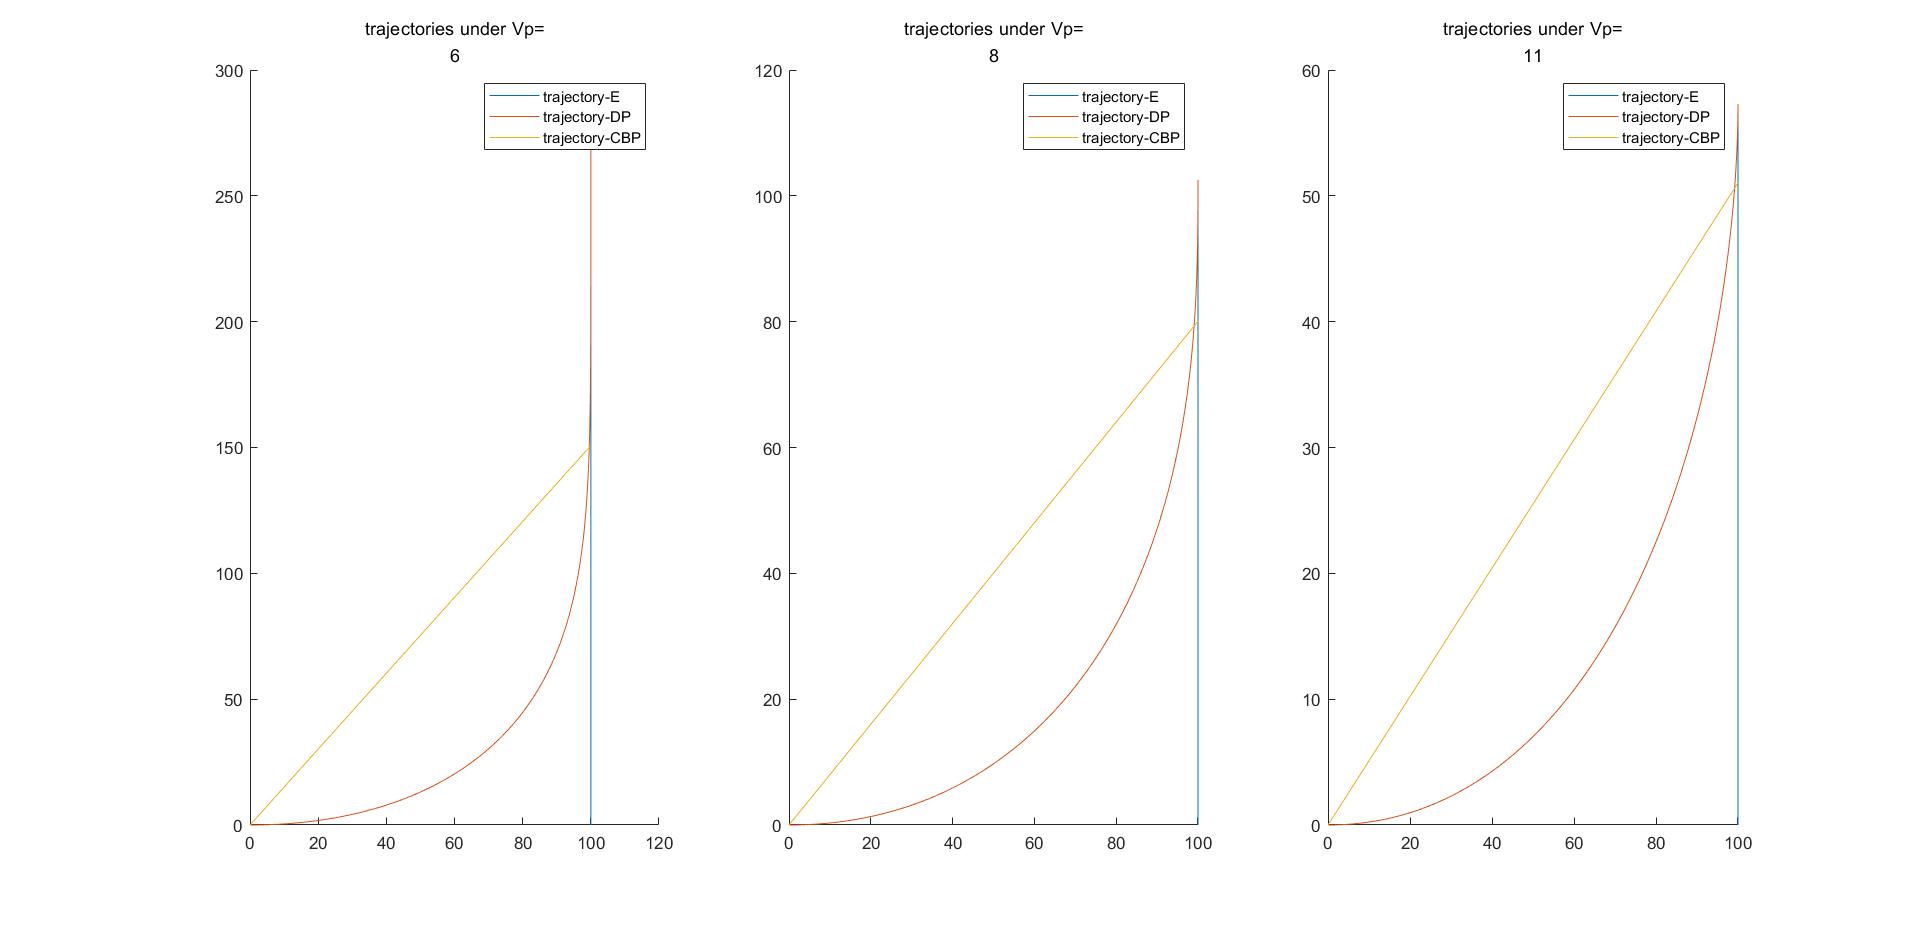 trajectories under Vp=
6
300
250
200
150
100
50
0
0 20 40 60 80 100 120
trajectory-E
trajectory-DP
trajectory-CBP
trajectories under Vp=
8
120
100
80
60
40
20
0
0 20 40 60 80 100
trajectory-E
trajectory-DP
trajectory-CBP
trajectories under Vp=
11
60
50
40
30
20
10
0
0 20 40 60 80 100
trajectory-E
trajectory-DP
trajectory-CBP